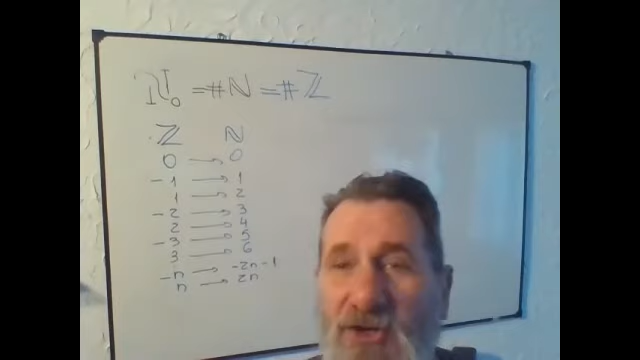 ℵ₀ = #ℕ = #ℤ
ℤ ℕ
0 → 0
-1 → 1
1 → 2
-2 → 3
2 → 4
-3 → 5
3 → 6
-n → -2n-1
n → 2n